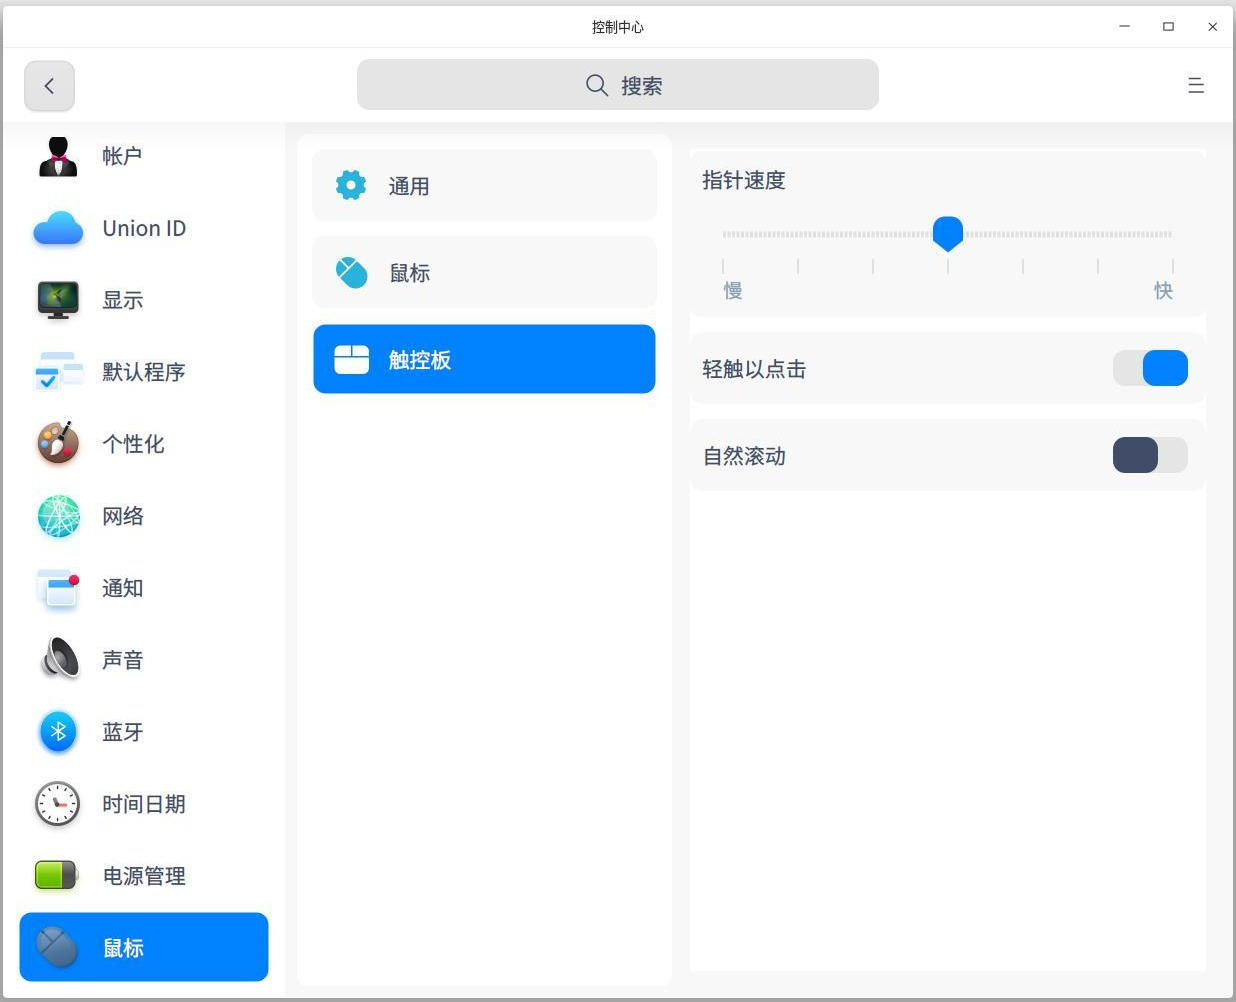 控制中心
搜索
帐户
Union ID
显示
默认程序
个性化
网络
通知
声音
蓝牙
时间日期
电源管理
鼠标
通用
鼠标
触控板
指针速度
慢
快
轻触以点击
自然滚动